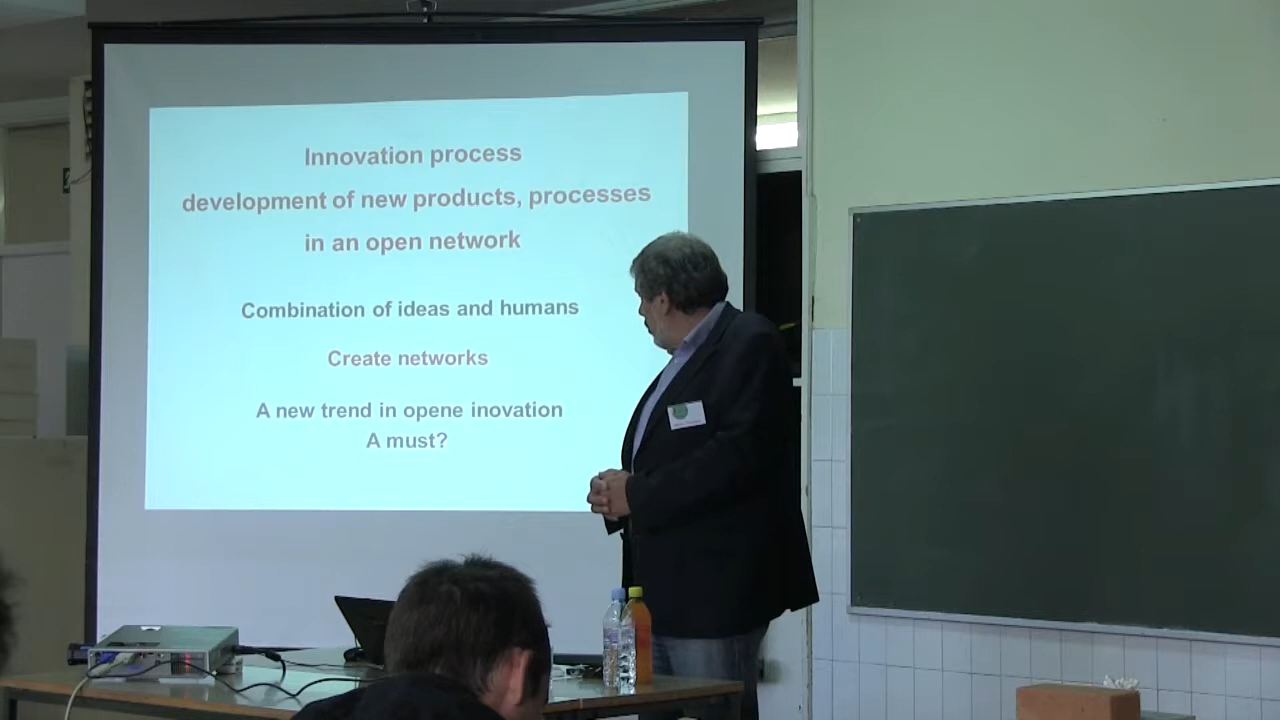 Innovation process
development of new products, processes
in an open network
Combination of ideas and humans
Create networks
A new trend in opene inovation
A must?